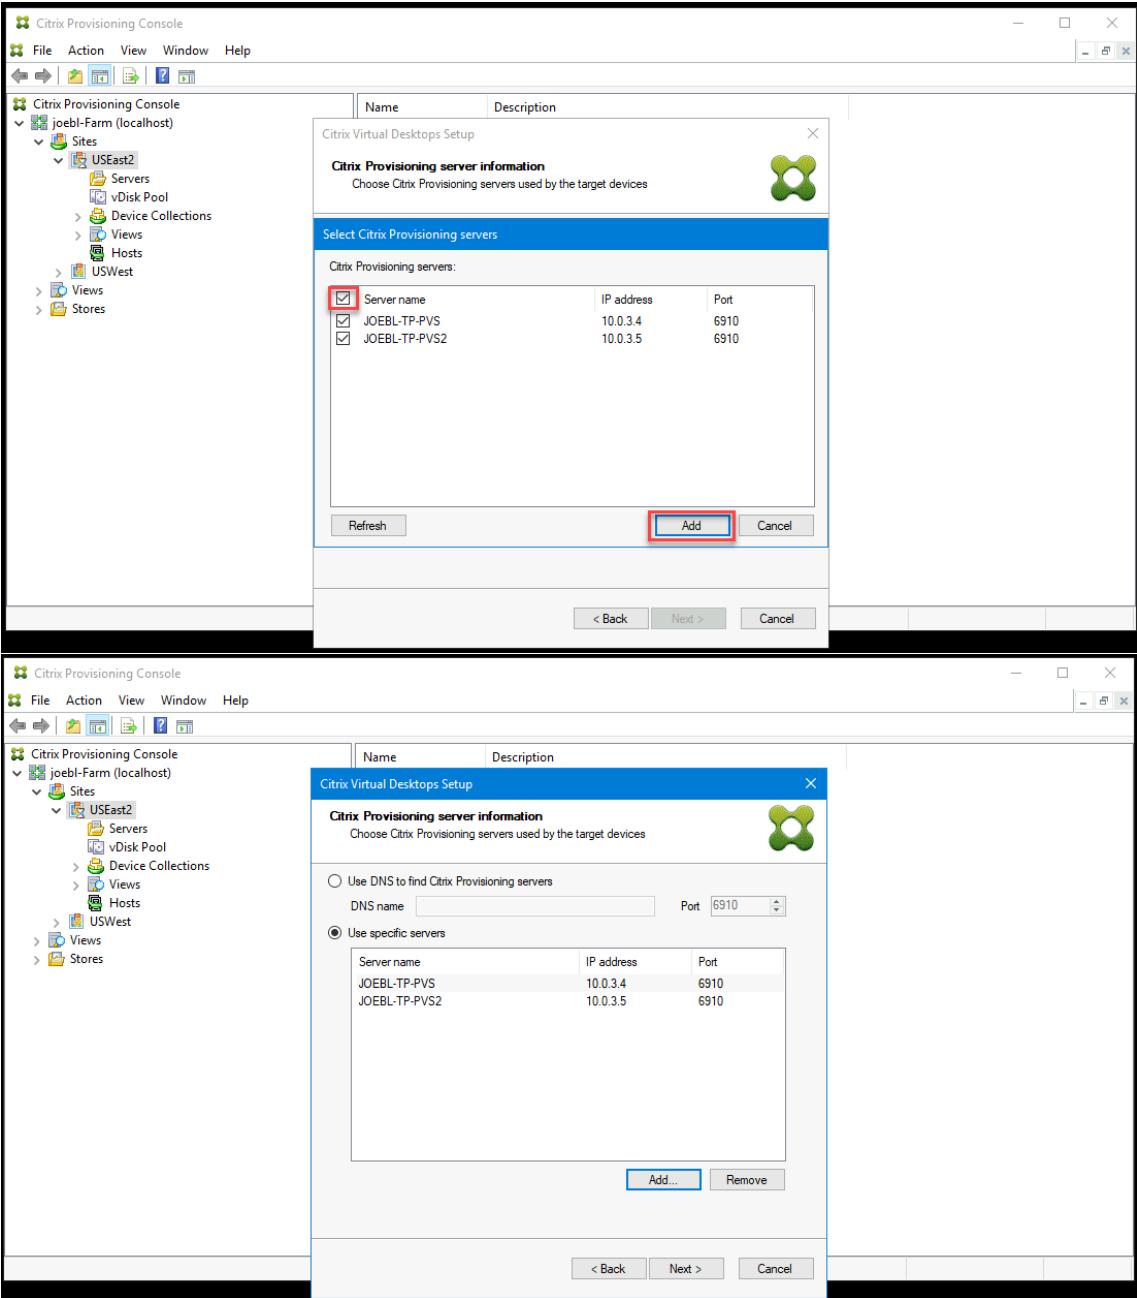 Citrix Provisioning Console
File Action View Window Help
Citrix Provisioning Console
joebl-Farm (localhost)
Sites
USEast2
Servers
vDisk Pool
Device Collections
Views
Hosts
USWest
Views
Stores
Name Description
Citrix Virtual Desktops Setup
Citrix Provisioning server information
Choose Citrix Provisioning servers used by the target devices
Select Citrix Provisioning servers
Citrix Provisioning servers:
Server name IP address Port
JOEBL-TP-PVS 10.0.3.4 6910
JOEBL-TP-PVS2 10.0.3.5 6910
Refresh Add Cancel
< Back Next > Cancel
Citrix Provisioning Console
File Action View Window Help
Citrix Provisioning Console
joebl-Farm (localhost)
Sites
USEast2
Servers
vDisk Pool
Device Collections
Views
Hosts
USWest
Views
Stores
Name Description
Citrix Virtual Desktops Setup
Citrix Provisioning server information
Choose Citrix Provisioning servers used by the target devices
Use DNS to find Citrix Provisioning servers
DNS name Port 6910
Use specific servers
Server name IP address Port
JOEBL-TP-PVS 10.0.3.4 6910
JOEBL-TP-PVS2 10.0.3.5 6910
Add... Remove
< Back Next > Cancel